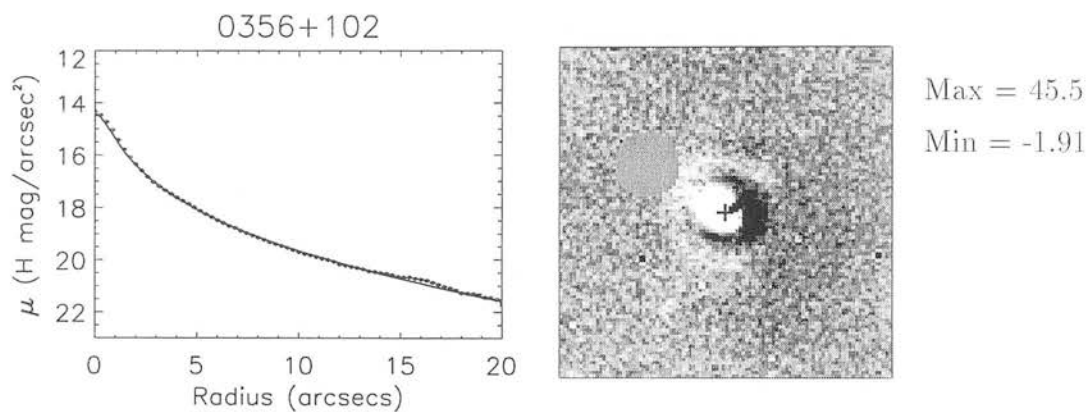 0356+102
12
14
16
18
20
22
μ (H mag/arcsec²)
0 5 10 15 20
Radius (arcsecs)
Max = 45.5
Min = -1.91